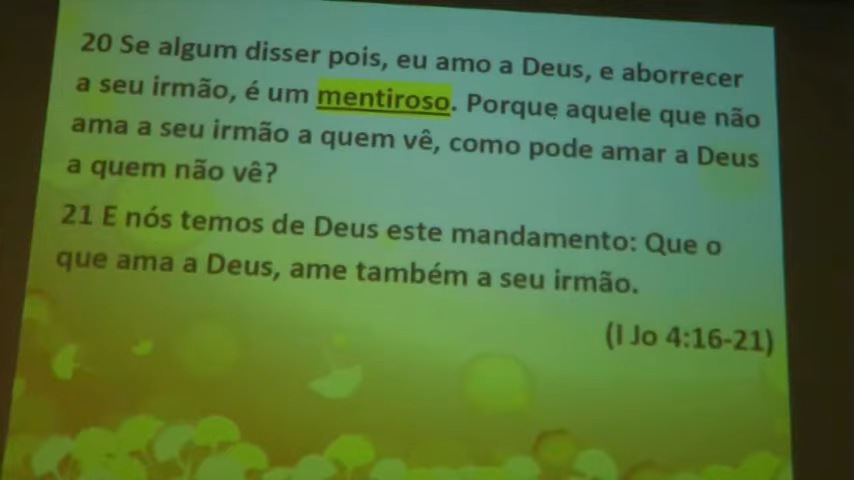 20 Se algum disser pois, eu amo a Deus, e aborrecer
a seu irmão, é um mentiroso. Porque aquele que não
ama a seu irmão a quem vê, como pode amar a Deus
a quem não vê?
21 E nós temos de Deus este mandamento: Que o
que ama a Deus, ame também a seu irmão.
(I Jo 4:16-21)